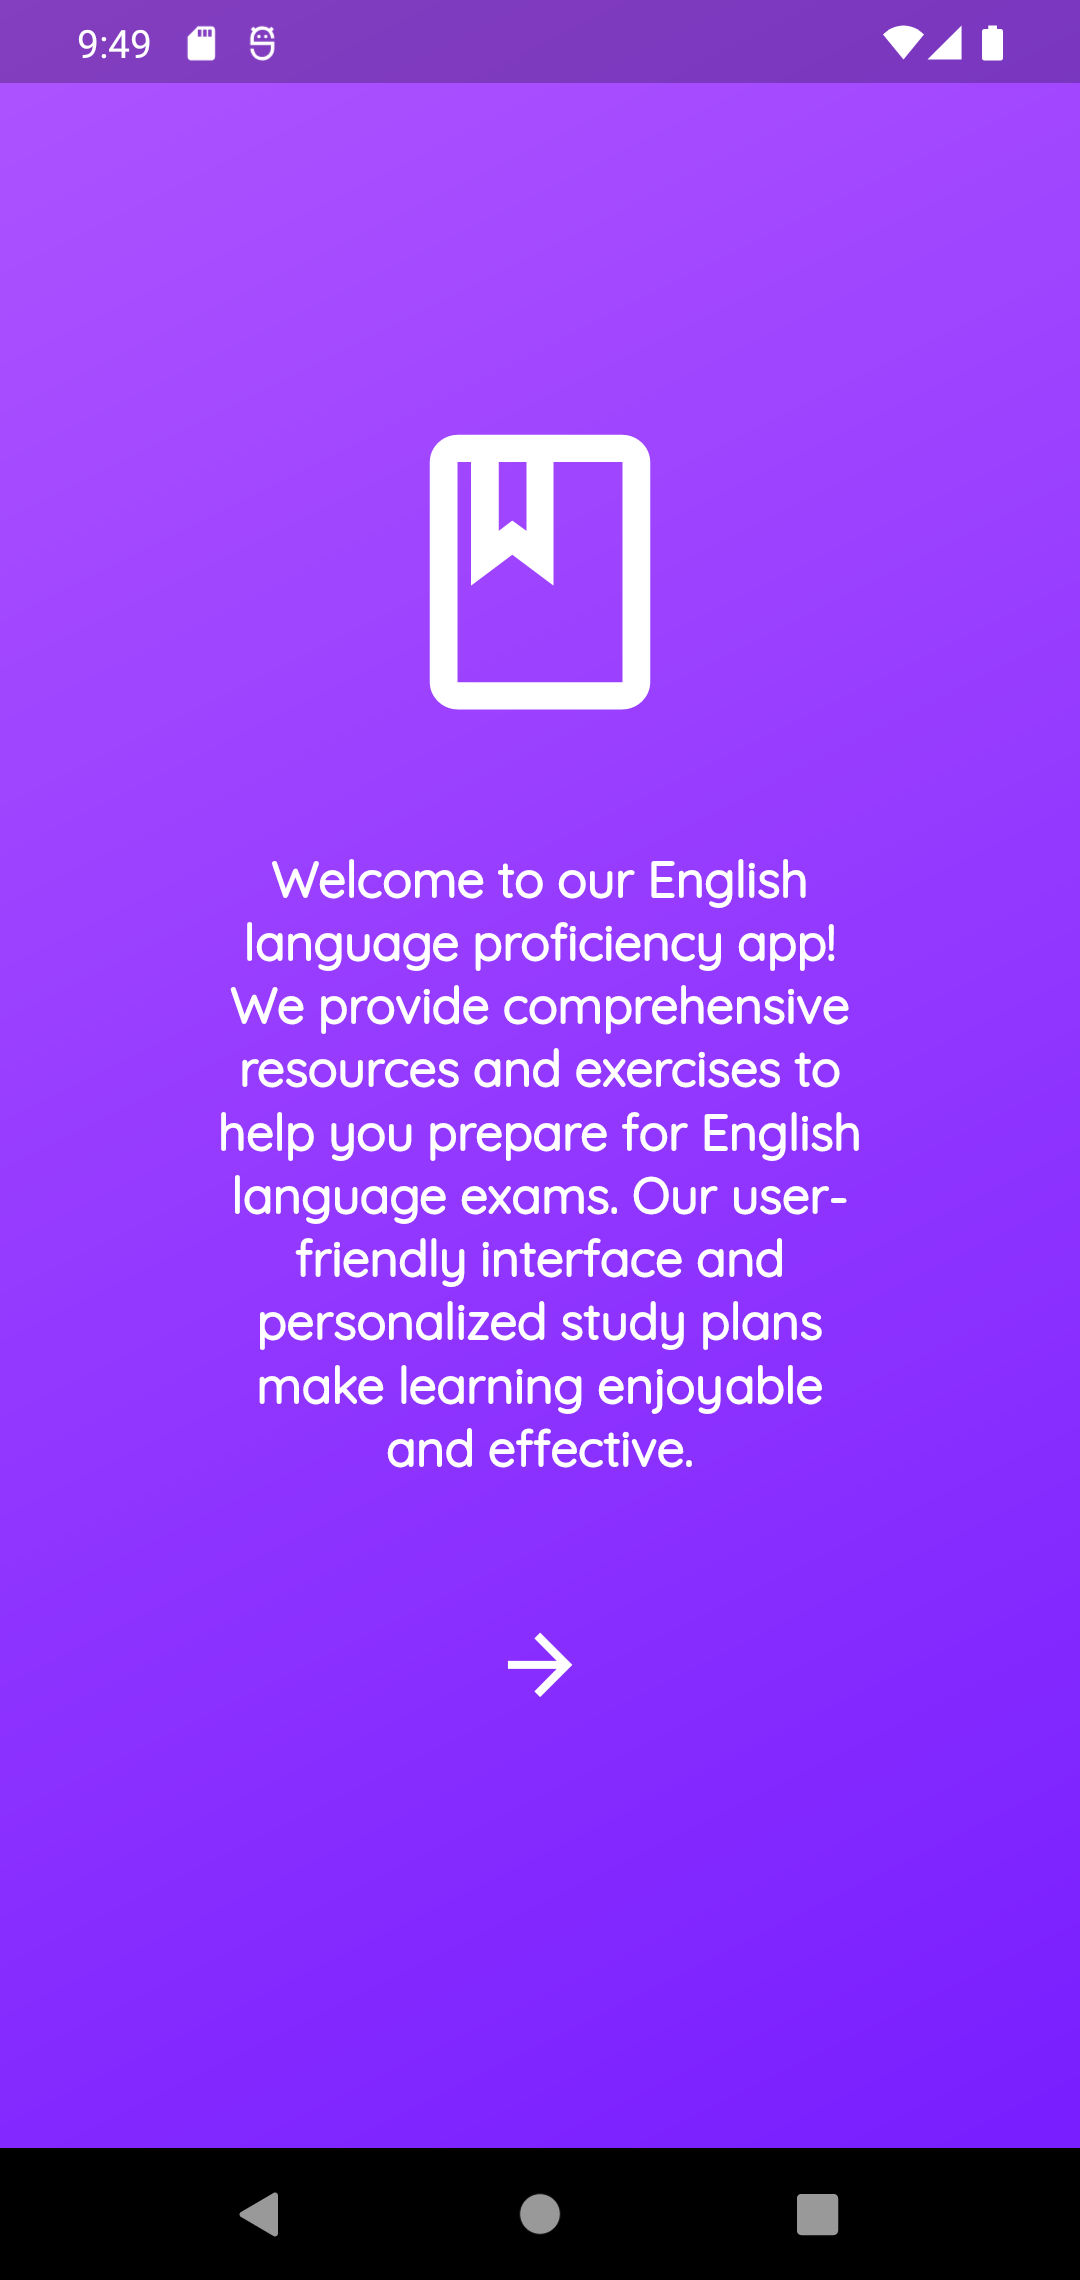 9:49
Welcome to our English
language proficiency app!
We provide comprehensive
resources and exercises to
help you prepare for English
language exams. Our user-
friendly interface and
personalized study plans
make learning enjoyable
and effective.